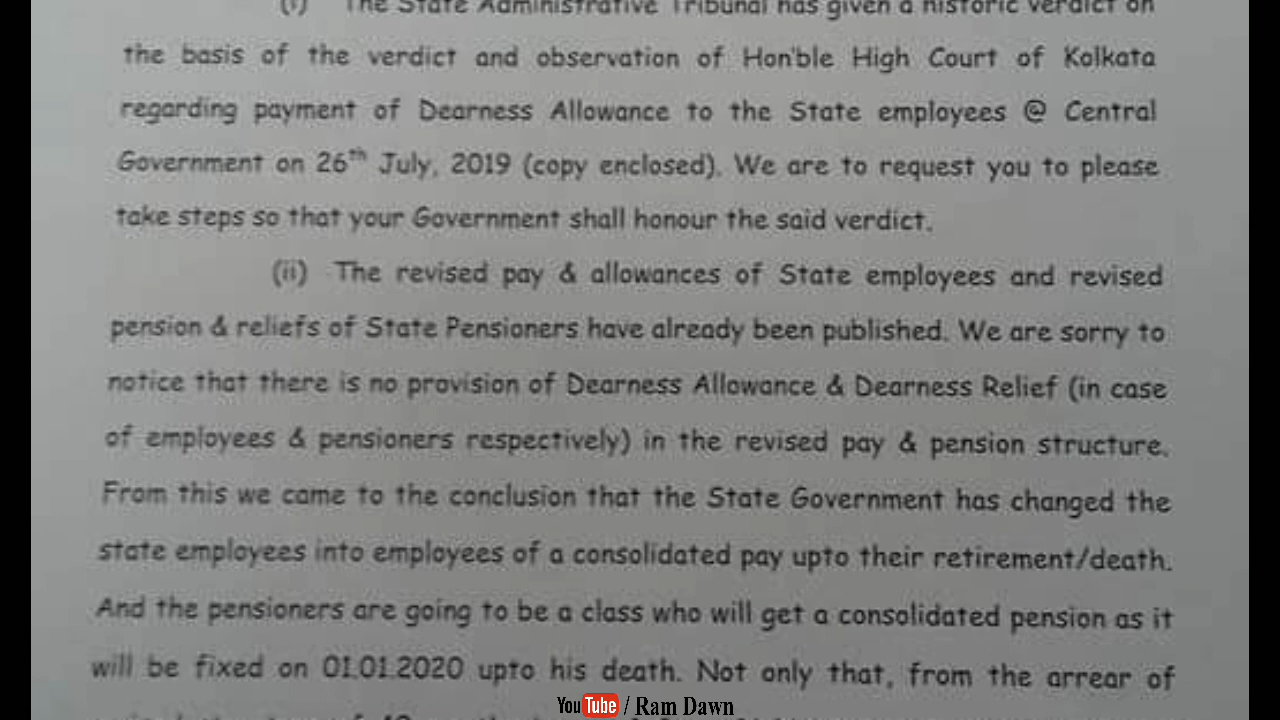 (i) The State Administrative Tribunal has given a historic verdict on
the basis of the verdict and observation of Hon'ble High Court of Kolkata
regarding payment of Dearness Allowance to the State employees @ Central
Government on 26th July, 2019 (copy enclosed). We are to request you to please
take steps so that your Government shall honour the said verdict.
(ii) The revised pay & allowances of State employees and revised
pension & reliefs of State Pensioners have already been published. We are sorry to
notice that there is no provision of Dearness Allowance & Dearness Relief (in case
of employees & pensioners respectively) in the revised pay & pension structure.
From this we came to the conclusion that the State Government has changed the
state employees into employees of a consolidated pay upto their retirement/death.
And the pensioners are going to be a class who will get a consolidated pension as it
will be fixed on 01.01.2020 upto his death. Not only that, from the arrear of
YouTube / Ram Dawn